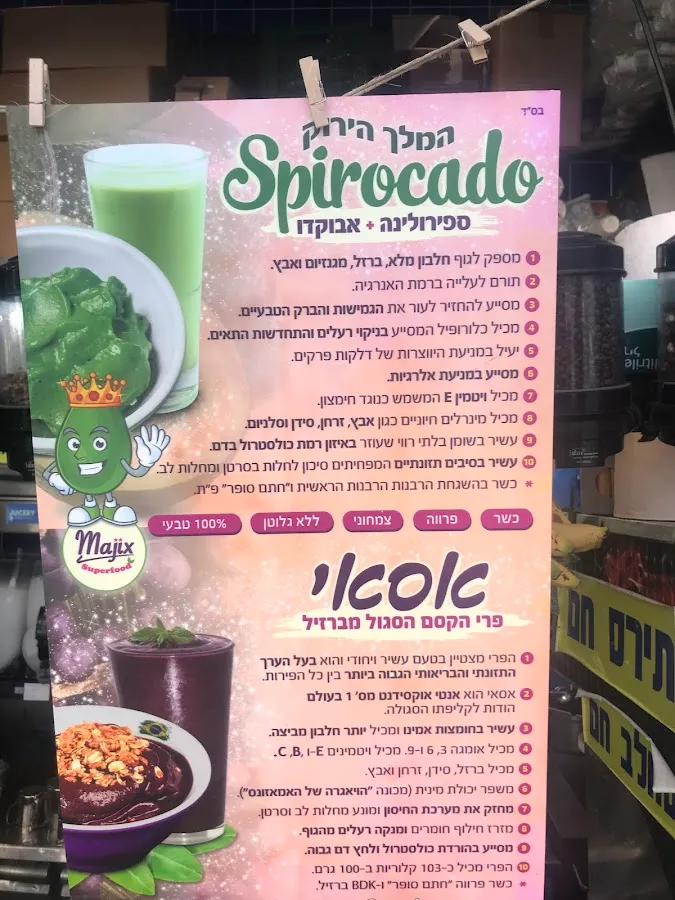 בס"ד
המלך הירוק
Spirocado
ספירולינה + אבוקדו
1 מספק לגוף חלבון מלא, ברזל, מגנזיום ואבץ.
2 תורם לעלייה ברמת האנרגיה.
3 מסייע להחזיר לעור את הגמישות והברק הטבעיים.
4 מכיל כלורופיל המסייע בניקוי רעלים והתחדשות התאים.
5 יעיל במניעת היווצרות של דלקות פרקים.
6 מסייע במניעת אלרגיות.
7 מכיל ויטמין E המשמש כנוגד חימצון.
8 מכיל מינרלים חיוניים כגון אבץ, זרחן, סידן וסלניום.
9 עשיר בשומן בלתי רווי שעוזר באיזון רמת כולסטרול בדם.
10 עשיר בסיבים תזונתיים המפחיתים סיכון לחלות בסרטן ומחלות לב.
* כשר בהשגחת הרבנות הרבנות הראשית ו"חתם סופר" פ"ת.
כשר פרווה צמחוני ללא גלוטן 100% טבעי
Majix
Superfood
אסאי
פרי הקסם הסגול מברזיל
1 הפרי מצטיין בטעם עשיר ויחודי והוא בעל הערך
התזונתי והבריאותי הגבוה ביותר בין כל הפירות.
2 אסאי הוא אנטי אוקסידנט מס' 1 בעולם
הודות לקליפתו הסגולה.
3 עשיר בחומצות אמינו ומכיל יותר חלבון מביצה.
4 מכיל אומגה 3, 6 ו-9. מכיל ויטמינים E-ו ,C ,B.
5 מכיל ברזל, סידן, זרחן ואבץ.
6 משפר יכולת מינית (מכונה "הויאגרה של האמאזונס").
7 מחזק את מערכת החיסון ומונע מחלות לב וסרטן.
8 מזרז חילוף חומרים ומנקה רעלים מהגוף.
9 מסייע בהורדת כולסטרול ולחץ דם גבוה.
10 הפרי מכיל כ-103 קלוריות ב-100 גרם.
* כשר פרווה "חתם סופר" ו-BDK ברזיל.
JUICERY
תירס חם
חלב חם